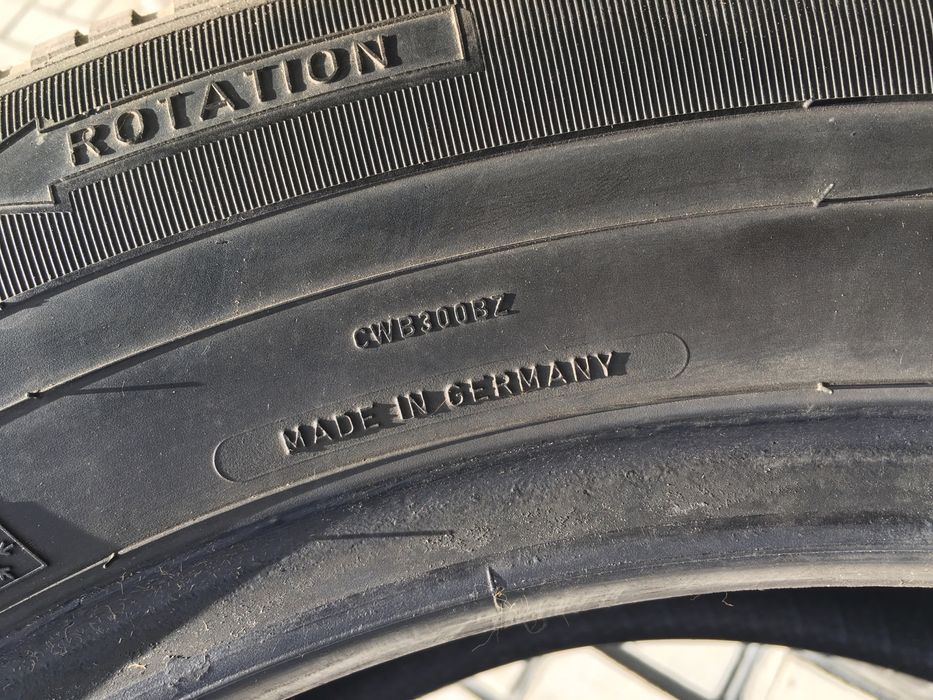 ROTATION
CWB300BZ
MADE IN GERMANY